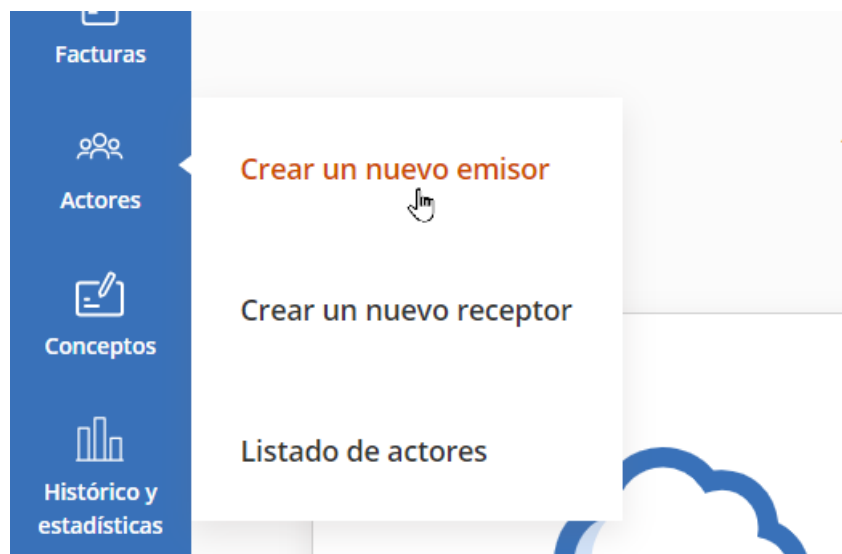 Facturas
Actores
Crear un nuevo emisor
Crear un nuevo receptor
Listado de actores
Conceptos
Histórico y
estadísticas